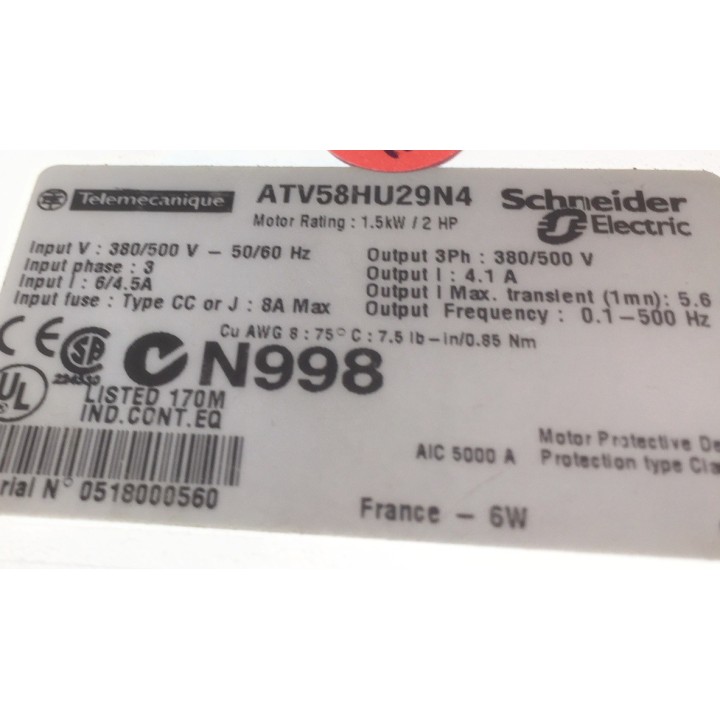 Telemecanique
ATV58HU29N4
Schneider
Electric
Motor Rating : 1.5kW / 2 HP
Input V : 380/500 V - 50/60 Hz
Input phase : 3
Input I : 6/4.5A
Input fuse : Type CC or J : 8A Max
Output 3Ph : 380/500 V
Output I : 4.1 A
Output I Max. transient (1mn) : 5.6
Output Frequency : 0.1-500 Hz
Cu AWG 8 : 75° C : 7.5 lb-in/0.85 Nm
CE
SP
N998
UL
LISTED 170M
IND.CONT.EQ
AIC 5000 A
Motor Protective De
Protection type Cla
rial N° 0518000560
France - 6W